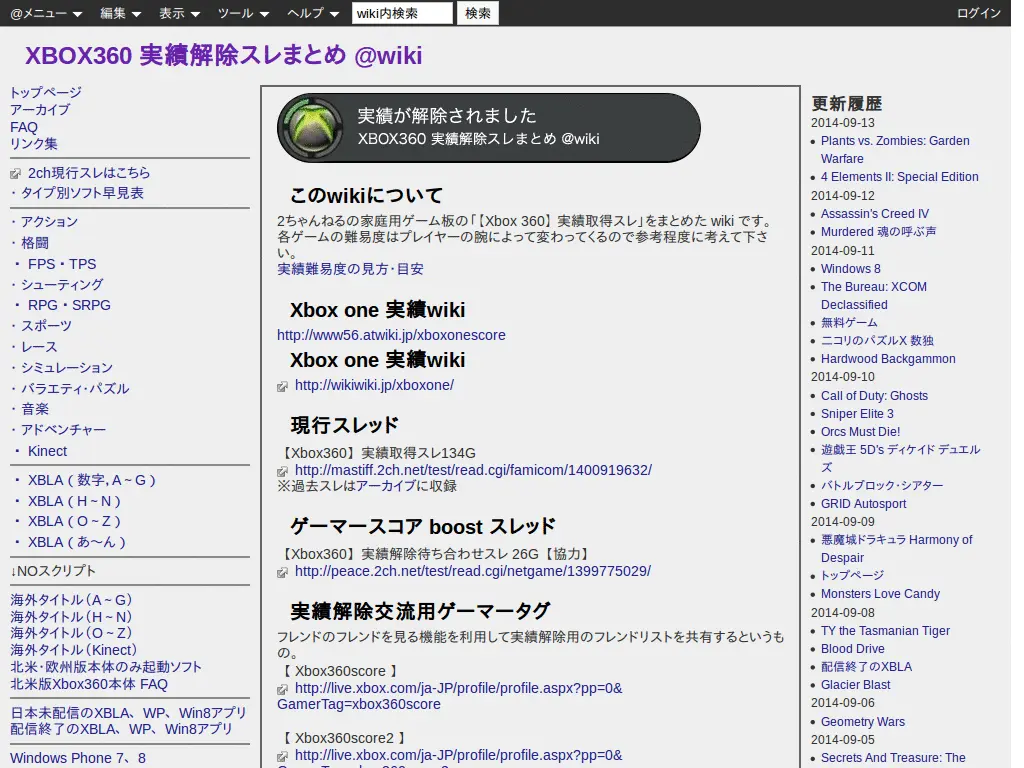 @メニュー 編集 表示 ツール ヘルプ wiki内検索 検索 ログイン
XBOX360 実績解除スレまとめ @wiki
トップページ
アーカイブ
FAQ
リンク集
2ch現行スレはこちら
・タイプ別ソフト早見表
・アクション
・格闘
・ FPS・TPS
・シューティング
・ RPG・SRPG
・スポーツ
・レース
・シミュレーション
・バラエティ・パズル
・音楽
・アドベンチャー
・ Kinect
・ XBLA ( 数字, A ~ G )
・ XBLA ( H ~ N )
・ XBLA ( O ~ Z )
・ XBLA ( あ～ん )
↓NOスクリプト
海外タイトル(A ~ G)
海外タイトル(H ~ N)
海外タイトル(O ~ Z)
海外タイトル(Kinect)
北米・欧州版本体のみ起動ソフト
北米版Xbox360本体 FAQ
日本未配信のXBLA、WP、Win8アプリ
配信終了のXBLA、WP、Win8アプリ
Windows Phone 7、8
実績が解除されました
XBOX360 実績解除スレまとめ @wiki
このwikiについて
2ちゃんねるの家庭用ゲーム板の「【Xbox 360】 実績取得スレ」をまとめた wiki です。
各ゲームの難易度はプレイヤーの腕によって変わってくるので参考程度に考えて下さ
い。
実績難易度の見方・目安
Xbox one 実績wiki
http://www56.atwiki.jp/xboxonescore
Xbox one 実績wiki
http://wikiwiki.jp/xboxone/
現行スレッド
【Xbox360】 実績取得スレ134G
http://mastiff.2ch.net/test/read.cgi/famicom/1400919632/
※過去スレはアーカイブに収録
ゲーマースコア boost スレッド
【Xbox360】 実績解除待ち合わせスレ 26G 【協力】
http://peace.2ch.net/test/read.cgi/netgame/1399775029/
実績解除交流用ゲーマータグ
フレンドのフレンドを見る機能を利用して実績解除用のフレンドリストを共有するというも
の。
【 Xbox360score 】
http://live.xbox.com/ja-JP/profile/profile.aspx?pp=0&
GamerTag=xbox360score
【 Xbox360score2 】
http://live.xbox.com/ja-JP/profile/profile.aspx?pp=0&
更新履歴
2014-09-13
Plants vs. Zombies: Garden
Warfare
4 Elements II: Special Edition
2014-09-12
Assassin's Creed IV
Murdered 魂の呼ぶ声
2014-09-11
Windows 8
The Bureau: XCOM
Declassified
無料ゲーム
ニコリのパズルX 数独
Hardwood Backgammon
2014-09-10
Call of Duty: Ghosts
Sniper Elite 3
Orcs Must Die!
遊戯王 5D's ディケイド デュエル
ズ
バトルブロック・シアター
GRID Autosport
2014-09-09
悪魔城ドラキュラ Harmony of
Despair
トップページ
Monsters Love Candy
2014-09-08
TY the Tasmanian Tiger
Blood Drive
配信終了のXBLA
Glacier Blast
2014-09-06
Geometry Wars
2014-09-05
Secrets And Treasure: The